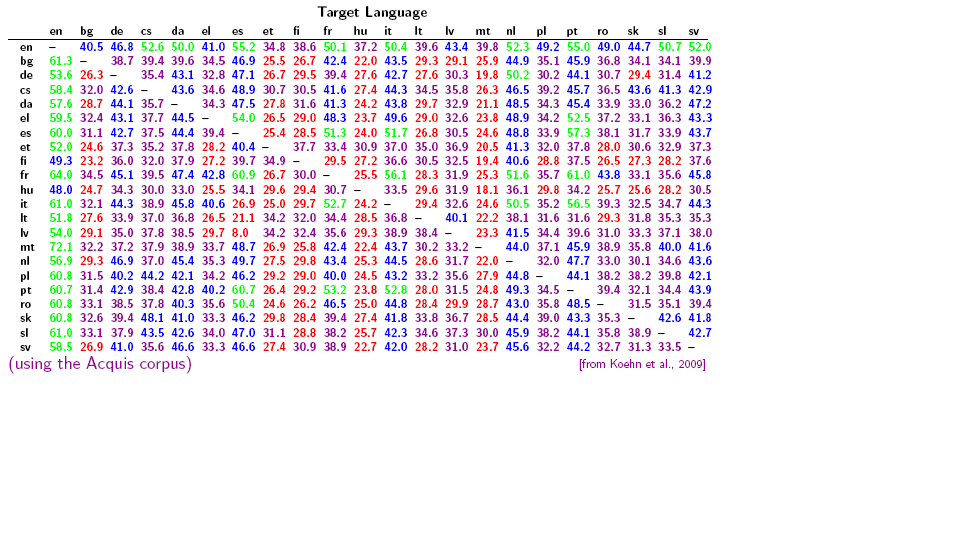 Target Language
en bg de cs da el es et fi fr hu it lt lv mt nl pl pt ro sk sl sv
en – 40.5 46.8 52.6 50.0 41.0 55.2 34.8 38.6 50.1 37.2 50.4 39.6 43.4 39.8 52.3 49.2 55.0 49.0 44.7 50.7 52.0
bg 61.3 – 38.7 39.4 39.6 34.5 46.9 25.5 26.7 42.4 22.0 43.5 29.3 29.1 25.9 44.9 35.1 45.9 36.8 34.1 34.1 39.9
de 53.6 26.3 – 35.4 43.1 32.8 47.1 26.7 29.5 39.4 27.6 42.7 27.6 30.3 19.8 50.2 30.2 44.1 30.7 29.4 31.4 41.2
cs 58.4 32.0 42.6 – 43.6 34.6 48.9 30.7 30.5 41.6 27.4 44.3 34.5 35.8 26.3 46.5 39.2 45.7 36.5 43.6 41.3 42.9
da 57.6 28.7 44.1 35.7 – 34.3 47.5 27.8 31.6 41.3 24.2 43.8 29.7 32.9 21.1 48.5 34.3 45.4 33.9 33.0 36.2 47.2
el 59.5 32.4 43.1 37.7 44.5 – 54.0 26.5 29.0 48.3 23.7 49.6 29.0 32.6 23.8 48.9 34.2 52.5 37.2 33.1 36.3 43.3
es 60.0 31.1 42.7 37.5 44.4 39.4 – 25.4 28.5 51.3 24.0 51.7 26.8 30.5 24.6 48.8 33.9 57.3 38.1 31.7 33.9 43.7
et 52.0 24.6 37.3 35.2 37.8 28.2 40.4 – 37.7 33.4 30.9 37.0 35.0 36.9 20.5 41.3 32.0 37.8 28.0 30.6 32.9 37.3
fi 49.3 23.2 36.0 32.0 37.9 27.2 39.7 34.9 – 29.5 27.2 36.6 30.5 32.5 19.4 40.6 28.8 37.5 26.5 27.3 28.2 37.6
fr 64.0 34.5 45.1 39.5 47.4 42.8 60.9 26.7 30.0 – 25.5 56.1 28.3 31.9 25.3 51.6 35.7 61.0 43.8 33.1 35.6 45.8
hu 48.0 24.7 34.3 30.0 33.0 25.5 34.1 29.6 29.4 30.7 – 33.5 29.6 31.9 18.1 36.1 29.8 34.2 25.7 25.6 28.2 30.5
it 61.0 32.1 44.3 38.9 45.8 40.6 26.9 25.0 29.7 52.7 24.2 – 29.4 32.6 24.6 50.5 35.2 56.5 39.3 32.5 34.7 44.3
lt 51.8 27.6 33.9 37.0 36.8 26.5 21.1 34.2 32.0 34.4 28.5 36.8 – 40.1 22.2 38.1 31.6 31.6 29.3 31.8 35.3 35.3
lv 54.0 29.1 35.0 37.8 38.5 29.7 8.0 34.2 32.4 35.6 29.3 38.9 38.4 – 23.3 41.5 34.4 39.6 31.0 33.3 37.1 38.0
mt 72.1 32.2 37.2 37.9 38.9 33.7 48.7 26.9 25.8 42.4 22.4 43.7 30.2 33.2 – 44.0 37.1 45.9 38.9 35.8 40.0 41.6
nl 56.9 29.3 46.9 37.0 45.4 35.3 49.7 27.5 29.8 43.4 25.3 44.5 28.6 31.7 22.0 – 32.0 47.7 33.0 30.1 34.6 43.6
pl 60.8 31.5 40.2 44.2 42.1 34.2 46.2 29.2 29.0 40.0 24.5 43.2 33.2 35.6 27.9 44.8 – 44.1 38.2 38.2 39.8 42.1
pt 60.7 31.4 42.9 38.4 42.8 40.2 60.7 26.4 29.2 53.2 23.8 52.8 28.0 31.5 24.8 49.3 34.5 – 39.4 32.1 34.4 43.9
ro 60.8 33.1 38.5 37.8 40.3 35.6 50.4 24.6 26.2 46.5 25.0 44.8 28.4 29.9 28.7 43.0 35.8 48.5 – 31.5 35.1 39.4
sk 60.8 32.6 39.4 48.1 41.0 33.3 46.2 29.8 28.4 39.4 27.4 41.8 33.8 36.7 28.5 44.4 39.0 43.3 35.3 – 42.6 41.8
sl 61.0 33.1 37.9 43.5 42.6 34.0 47.0 31.1 28.8 38.2 25.7 42.3 34.6 37.3 30.0 45.9 38.2 44.1 35.8 38.9 – 42.7
sv 58.5 26.9 41.0 35.6 46.6 33.3 46.6 27.4 30.9 38.9 22.7 42.0 28.2 31.0 23.7 45.6 32.2 44.2 32.7 31.3 33.5 –
(using the Acquis corpus) [from Koehn et al., 2009]